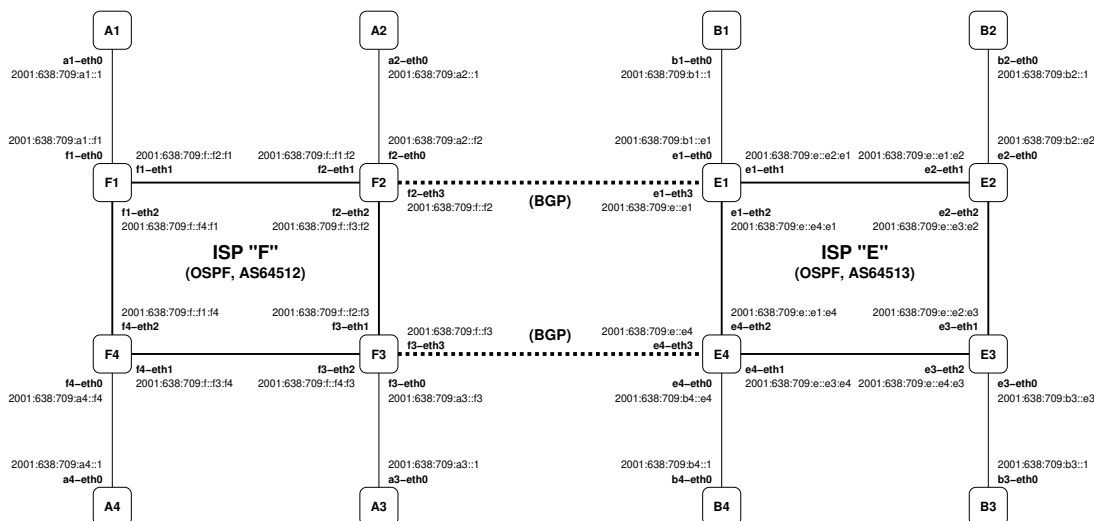 A1
A2
B1
B2
a1−eth0
2001:638:709:a1::1
a2−eth0
2001:638:709:a2::1
b1−eth0
2001:638:709:b1::1
b2−eth0
2001:638:709:b2::1
2001:638:709:a1::f1
f1−eth0
2001:638:709:a2::f2
f2−eth0
2001:638:709:b1::e1
e1−eth0
2001:638:709:b2::e2
e2−eth0
2001:638:709:f::f2:f1
f1−eth1
2001:638:709:f::f1:f2
f2−eth1
2001:638:709:e::e2:e1
e1−eth1
2001:638:709:e::e1:e2
e2−eth1
F1
F2
E1
E2
f2−eth3
2001:638:709:f::f2
(BGP)
e1−eth3
2001:638:709:e::e1
f1−eth2
2001:638:709:f::f4:f1
f2−eth2
2001:638:709:f::f3:f2
e1−eth2
2001:638:709:e::e4:e1
e2−eth2
2001:638:709:e::e3:e2
ISP "F"
(OSPF, AS64512)
ISP "E"
(OSPF, AS64513)
2001:638:709:f::f1:f4
f4−eth2
2001:638:709:f::f2:f3
f3−eth1
2001:638:709:e::e1:e4
e4−eth2
2001:638:709:e::e2:e3
e3−eth1
2001:638:709:f::f3
f3−eth3
(BGP)
2001:638:709:e::e4
e4−eth3
F4
F3
E4
E3
f4−eth1
2001:638:709:f::f3:f4
f3−eth2
2001:638:709:f::f4:f3
e4−eth1
2001:638:709:e::e3:e4
e3−eth2
2001:638:709:e::e4:e3
f4−eth0
2001:638:709:a4::f4
f3−eth0
2001:638:709:a3::f3
e4−eth0
2001:638:709:b4::e4
e3−eth0
2001:638:709:b3::e3
2001:638:709:a4::1
a4−eth0
2001:638:709:a3::1
a3−eth0
2001:638:709:b4::1
b4−eth0
2001:638:709:b3::1
b3−eth0
A4
A3
B4
B3